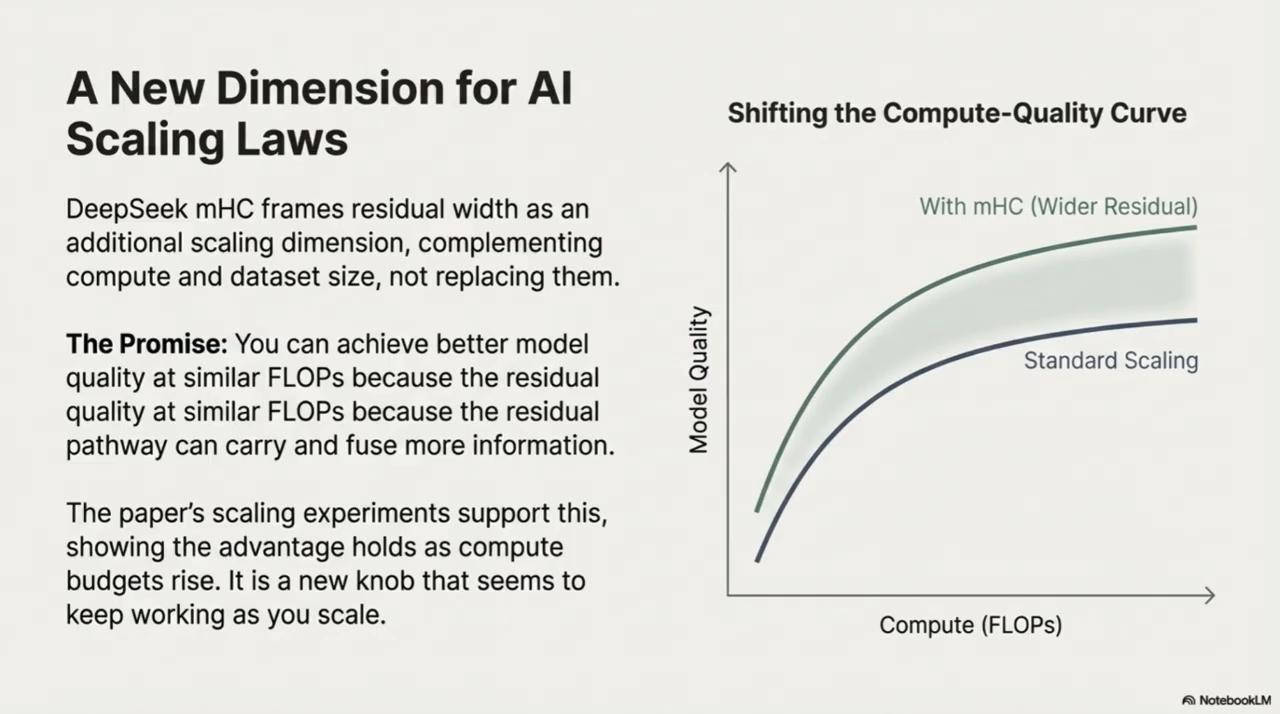 A New Dimension for AI
Scaling Laws
DeepSeek mHC frames residual width as an
additional scaling dimension, complementing
compute and dataset size, not replacing them.
The Promise: You can achieve better model
quality at similar FLOPs because the residual
quality at similar FLOPs because the residual
pathway can carry and fuse more information.
The paper's scaling experiments support this,
showing the advantage holds as compute
budgets rise. It is a new knob that seems to
keep working as you scale.
Shifting the Compute-Quality Curve
With mHC (Wider Residual)
Standard Scaling
Model Quality
Compute (FLOPs)
NotebookLM